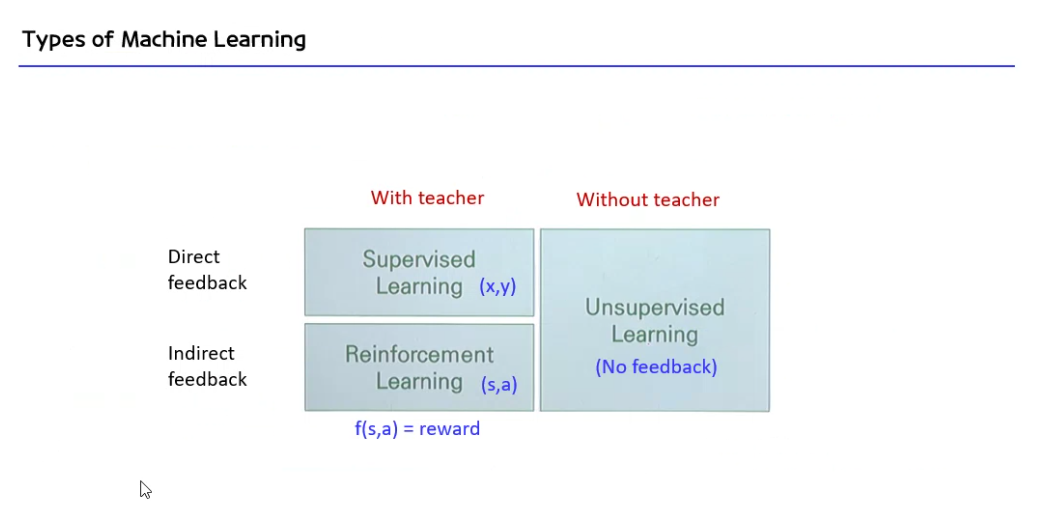 Types of Machine Learning
With teacher
Without teacher
Direct
feedback
Supervised
Learning (x,y)
Unsupervised
Learning
(No feedback)
Indirect
feedback
Reinforcement
Learning (s,a)
f(s,a) = reward